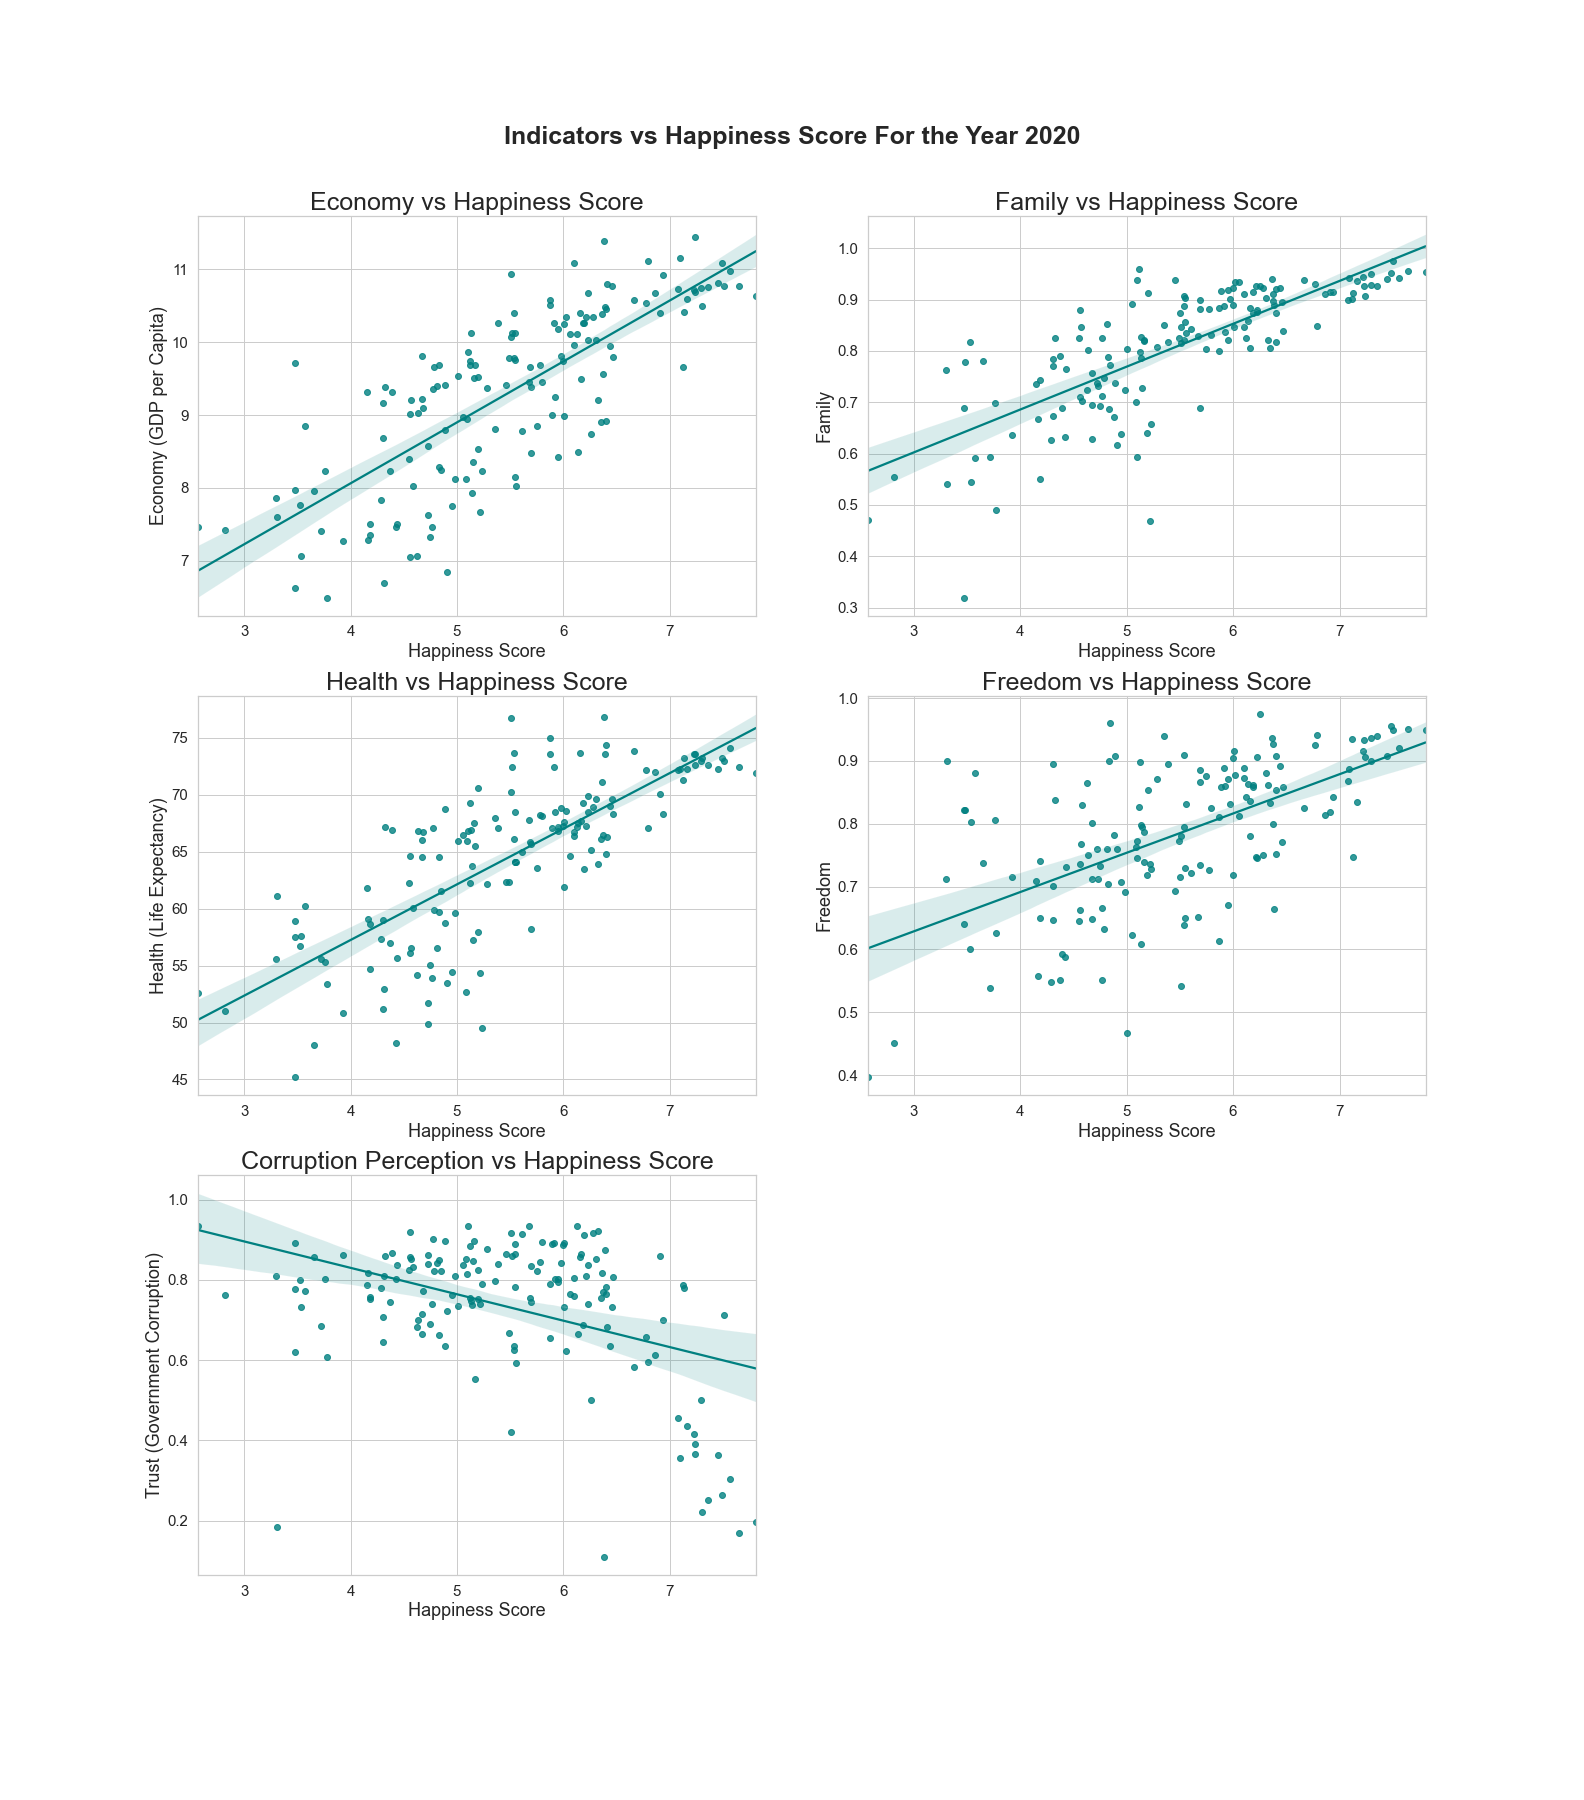 Indicators vs Happiness Score For the Year 2020
Economy vs Happiness Score
Economy (GDP per Capita)
11
10
9
8
7
3 4 5 6 7
Happiness Score
Family vs Happiness Score
Family
1.0
0.9
0.8
0.7
0.6
0.5
0.4
0.3
3 4 5 6 7
Happiness Score
Health vs Happiness Score
Health (Life Expectancy)
75
70
65
60
55
50
45
3 4 5 6 7
Happiness Score
Freedom vs Happiness Score
Freedom
1.0
0.9
0.8
0.7
0.6
0.5
0.4
3 4 5 6 7
Happiness Score
Corruption Perception vs Happiness Score
Trust (Government Corruption)
1.0
0.8
0.6
0.4
0.2
3 4 5 6 7
Happiness Score